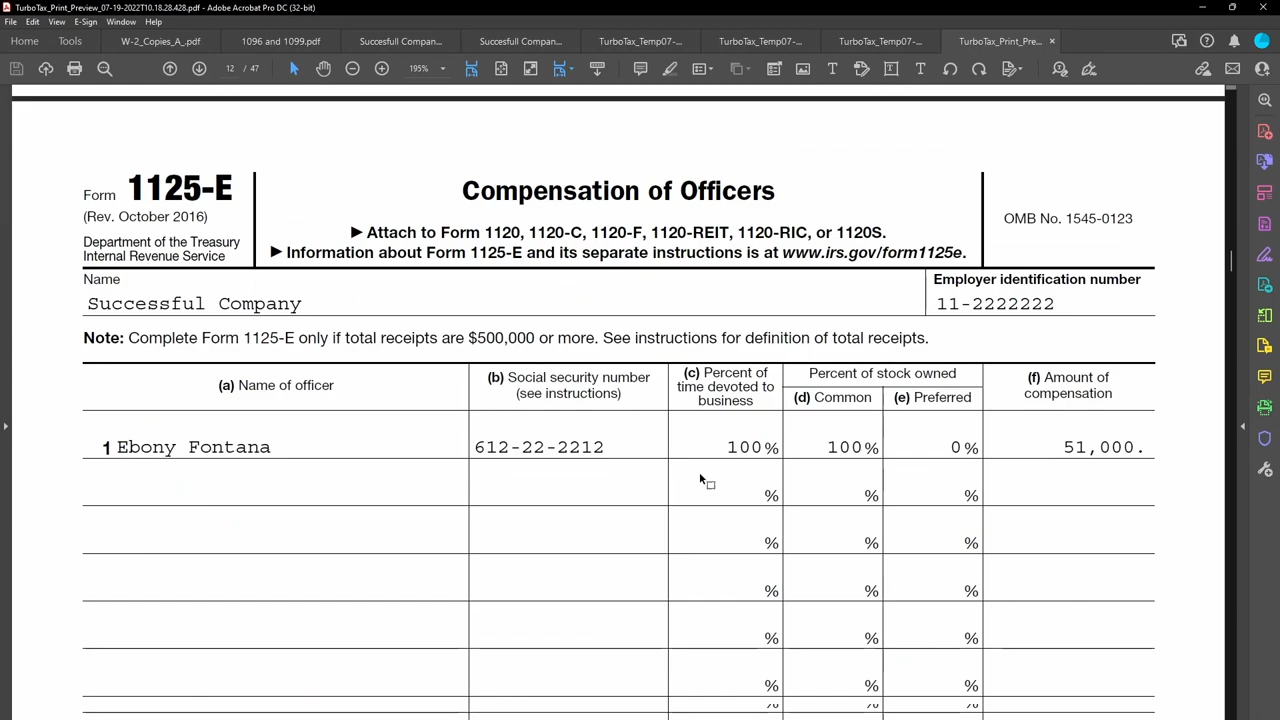 TurboTax_Print_Preview_07-19-2022T10.18.28.428.pdf - Adobe Acrobat Pro DC (32-bit)
File Edit View E-Sign Window Help
Home Tools W-2_Copies_A_.pdf 1096 and 1099.pdf Succesfull Compan... Succesfull Compan... TurboTax_Temp07-... TurboTax_Temp07-... TurboTax_Temp07-... TurboTax_Print_Pre... ×
12 / 47 195%
Form 1125-E
(Rev. October 2016)
Department of the Treasury
Internal Revenue Service
Compensation of Officers
▶ Attach to Form 1120, 1120-C, 1120-F, 1120-REIT, 1120-RIC, or 1120S.
▶ Information about Form 1125-E and its separate instructions is at www.irs.gov/form1125e.
OMB No. 1545-0123
Name
Successful Company
Employer identification number
11-2222222
Note: Complete Form 1125-E only if total receipts are $500,000 or more. See instructions for definition of total receipts.
(a) Name of officer
(b) Social security number
(see instructions)
(c) Percent of
time devoted to
business
Percent of stock owned
(d) Common (e) Preferred
(f) Amount of
compensation
1 Ebony Fontana 612-22-2212 100% 100% 0% 51,000.
% % %
% % %
% % %
% % %
% % %